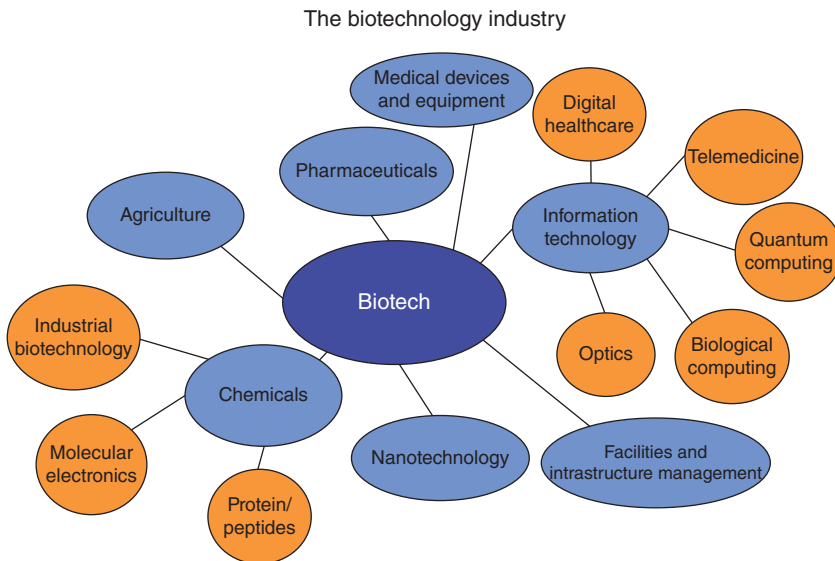 The biotechnology industry
Medical devices
and equipment
Digital
healthcare
Telemedicine
Pharmaceuticals
Agriculture
Information
technology
Quantum
computing
Biotech
Industrial
biotechnology
Optics
Biological
computing
Chemicals
Molecular
electronics
Nanotechnology
Facilities and
intrastructure management
Protein/
peptides